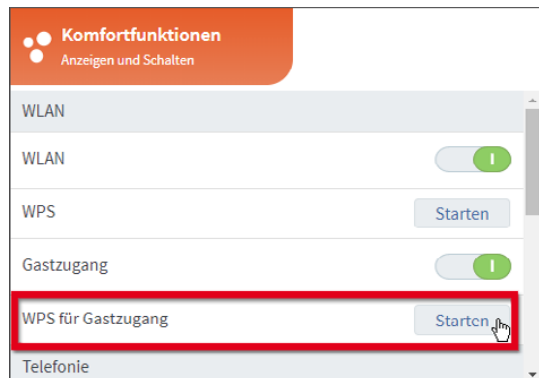 Komfortfunktionen
Anzeigen und Schalten
WLAN
WLAN
WPS
Starten
Gastzugang
WPS für Gastzugang
Starten
Telefonie